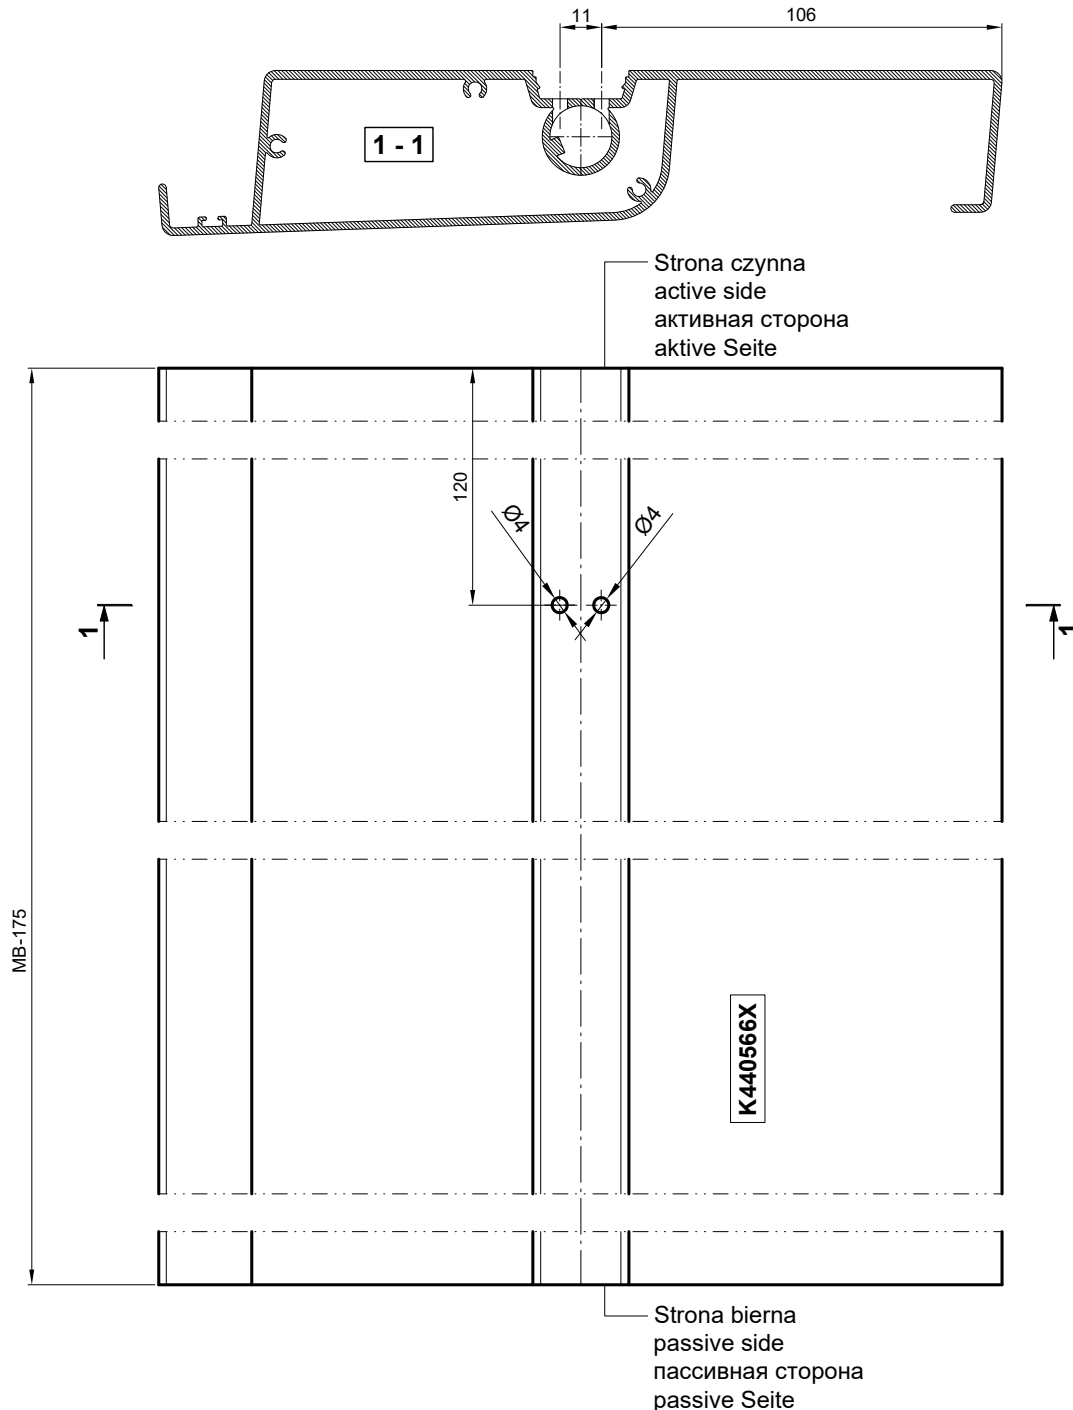 11
106
1 - 1
Strona czynna
active side
активная сторона
aktive Seite
120
Ø4
Ø4
1
1
MB-175
K440566X
Strona bierna
passive side
пассивная сторона
passive Seite